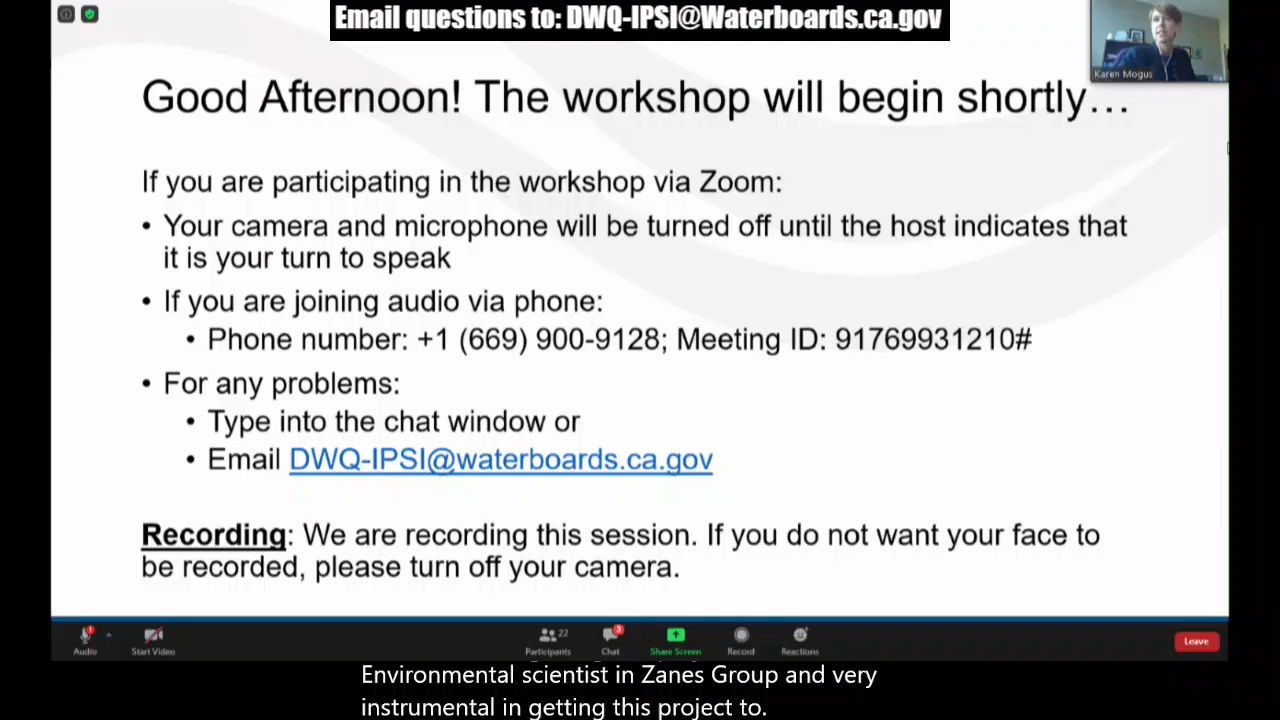 Email questions to: DWQ-IPSI@Waterboards.ca.gov
Karen Mogus
Good Afternoon! The workshop will begin shortly…
If you are participating in the workshop via Zoom:
• Your camera and microphone will be turned off until the host indicates that
it is your turn to speak
• If you are joining audio via phone:
• Phone number: +1 (669) 900-9128; Meeting ID: 91769931210#
• For any problems:
• Type into the chat window or
• Email DWQ-IPSI@waterboards.ca.gov
Recording: We are recording this session. If you do not want your face to
be recorded, please turn off your camera.
Audio
Start Video
22
Participants
3
Chat
Share Screen
Record
Reactions
Leave
Environmental scientist in Zanes Group and very
instrumental in getting this project to.